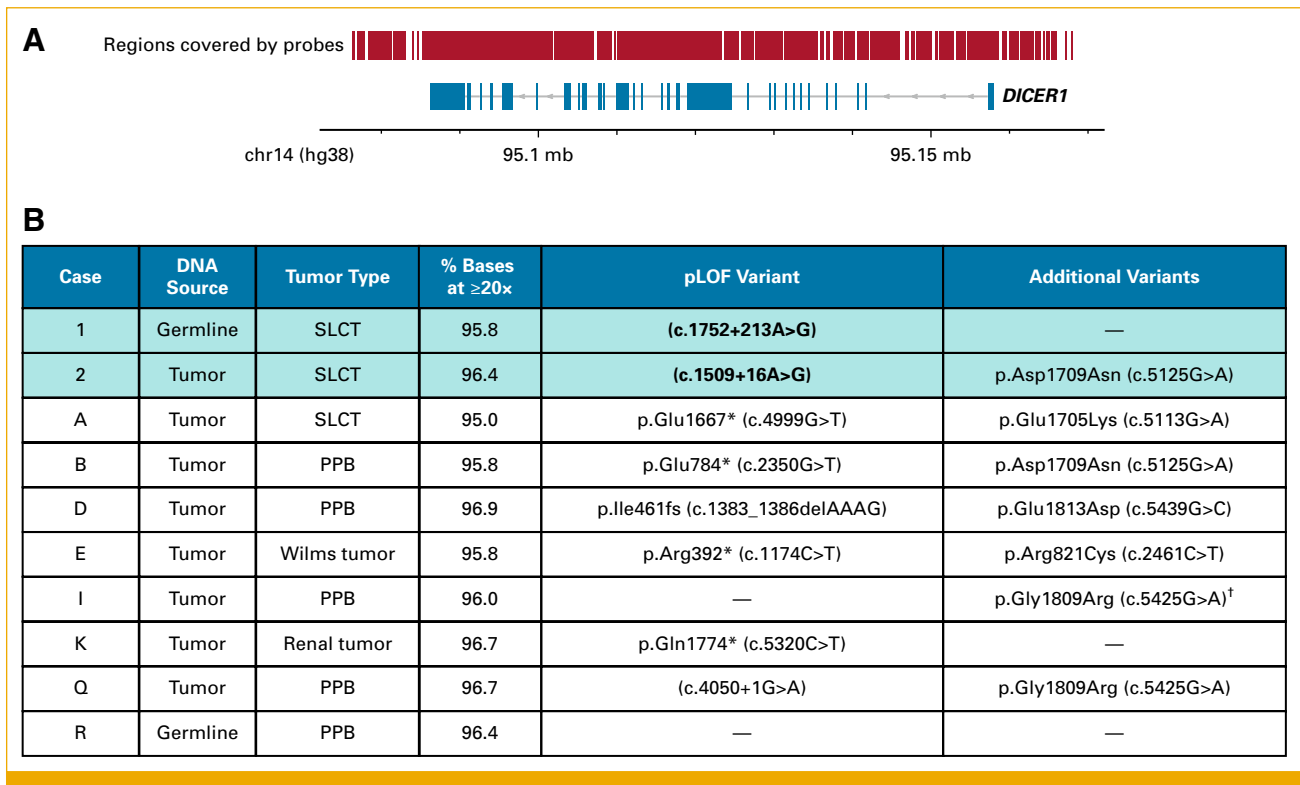 A
Regions covered by probes
DICER1
chr14 (hg38)
95.1 mb
95.15 mb
B
Case DNA Source Tumor Type % Bases at ≥20× pLOF Variant Additional Variants
1 Germline SLCT 95.8 (c.1752+213A>G) —
2 Tumor SLCT 96.4 (c.1509+16A>G) p.Asp1709Asn (c.5125G>A)
A Tumor SLCT 95.0 p.Glu1667* (c.4999G>T) p.Glu1705Lys (c.5113G>A)
B Tumor PPB 95.8 p.Glu784* (c.2350G>T) p.Asp1709Asn (c.5125G>A)
D Tumor PPB 96.9 p.Ile461fs (c.1383_1386delAAAG) p.Glu1813Asp (c.5439G>C)
E Tumor Wilms tumor 95.8 p.Arg392* (c.1174C>T) p.Arg821Cys (c.2461C>T)
I Tumor PPB 96.0 — p.Gly1809Arg (c.5425G>A)†
K Tumor Renal tumor 96.7 p.Gln1774* (c.5320C>T) —
Q Tumor PPB 96.7 (c.4050+1G>A) p.Gly1809Arg (c.5425G>A)
R Germline PPB 96.4 — —